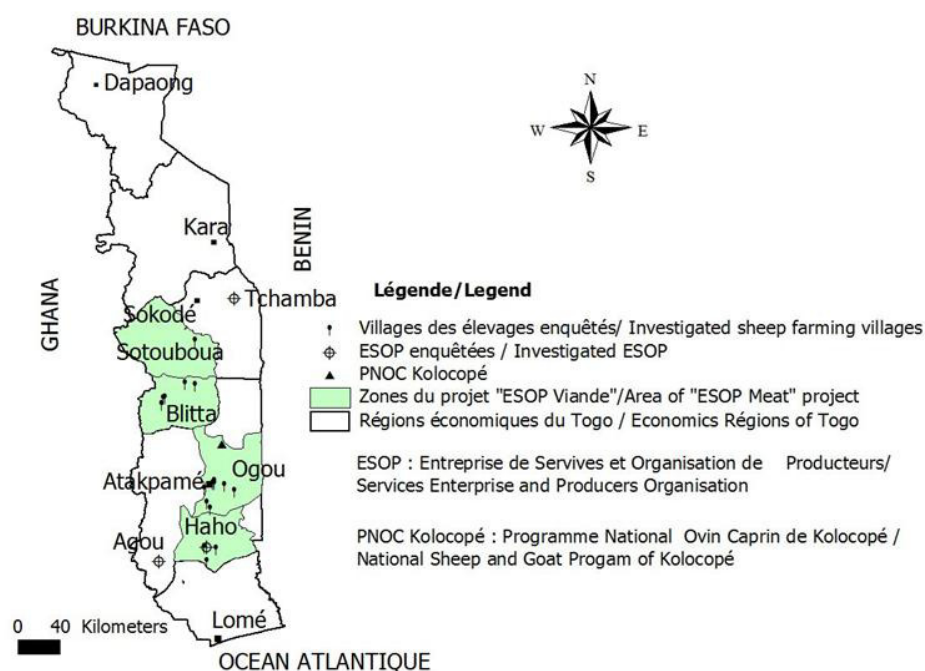 BURKINA FASO
Dapaong
N
W E
S
Kara
BENIN
GHANA
Tchamba
Sokodé
Sotouboua
Blitta
Ogou
Atakpamé
Haho
Agou
Lomé
0 40 Kilometers
OCEAN ATLANTIQUE
Légende/Legend
Villages des élevages enquêtés/ Investigated sheep farming villages
ESOP enquêtées / Investigated ESOP
PNOC Kolocopé
Zones du projet "ESOP Viande"/Area of "ESOP Meat" project
Régions économiques du Togo / Economics Regions of Togo
ESOP : Entreprise de Servives et Organisation de Producteurs/
Services Enterprise and Producers Organisation
PNOC Kolocopé : Programme National Ovin Caprin de Kolocopé /
National Sheep and Goat Progam of Kolocopé